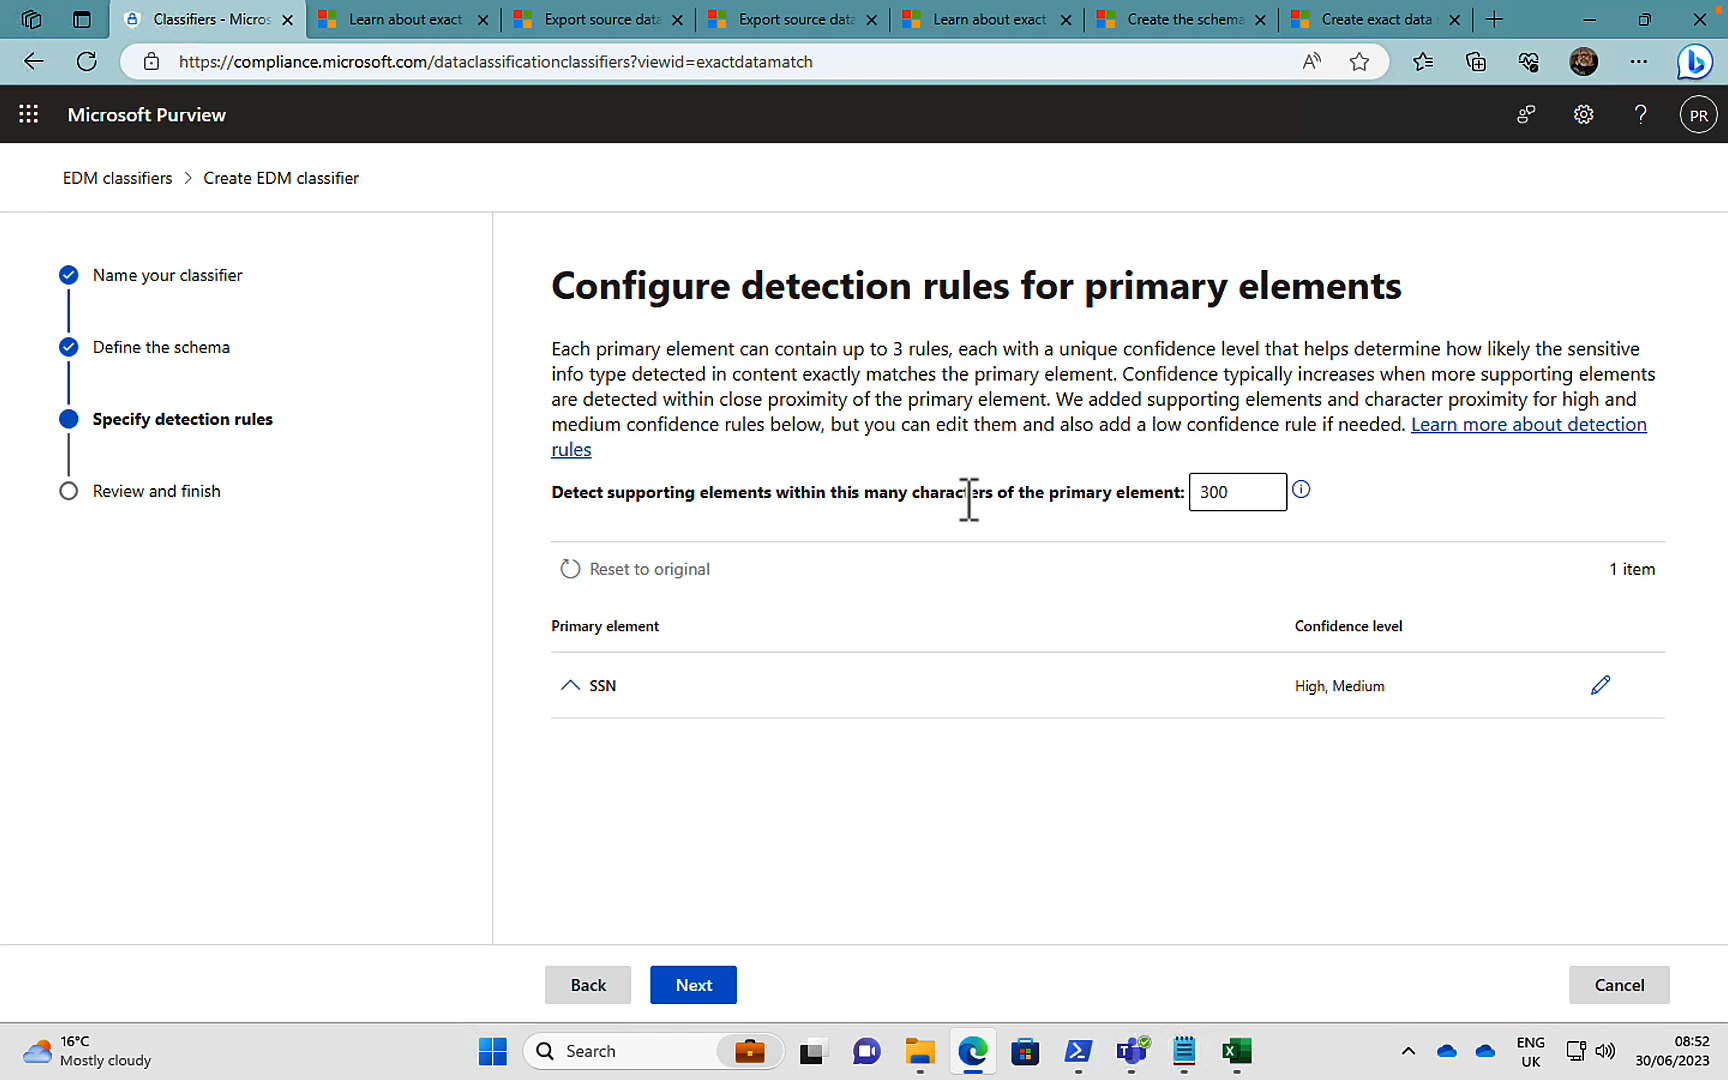 Classifiers - Micros
Learn about exact
Export source data
Export source data
Learn about exact
Create the schema
Create exact data
https://compliance.microsoft.com/dataclassificationclassifiers?viewid=exactdatamatch
Microsoft Purview
PR
EDM classifiers > Create EDM classifier
Name your classifier
Define the schema
Specify detection rules
Review and finish
Configure detection rules for primary elements
Each primary element can contain up to 3 rules, each with a unique confidence level that helps determine how likely the sensitive
info type detected in content exactly matches the primary element. Confidence typically increases when more supporting elements
are detected within close proximity of the primary element. We added supporting elements and character proximity for high and
medium confidence rules below, but you can edit them and also add a low confidence rule if needed. Learn more about detection
rules
Detect supporting elements within this many characters of the primary element: 300
Reset to original
1 item
Primary element
Confidence level
SSN
High, Medium
Back
Next
Cancel
16°C
Mostly cloudy
Search
ENG
UK
08:52
30/06/2023